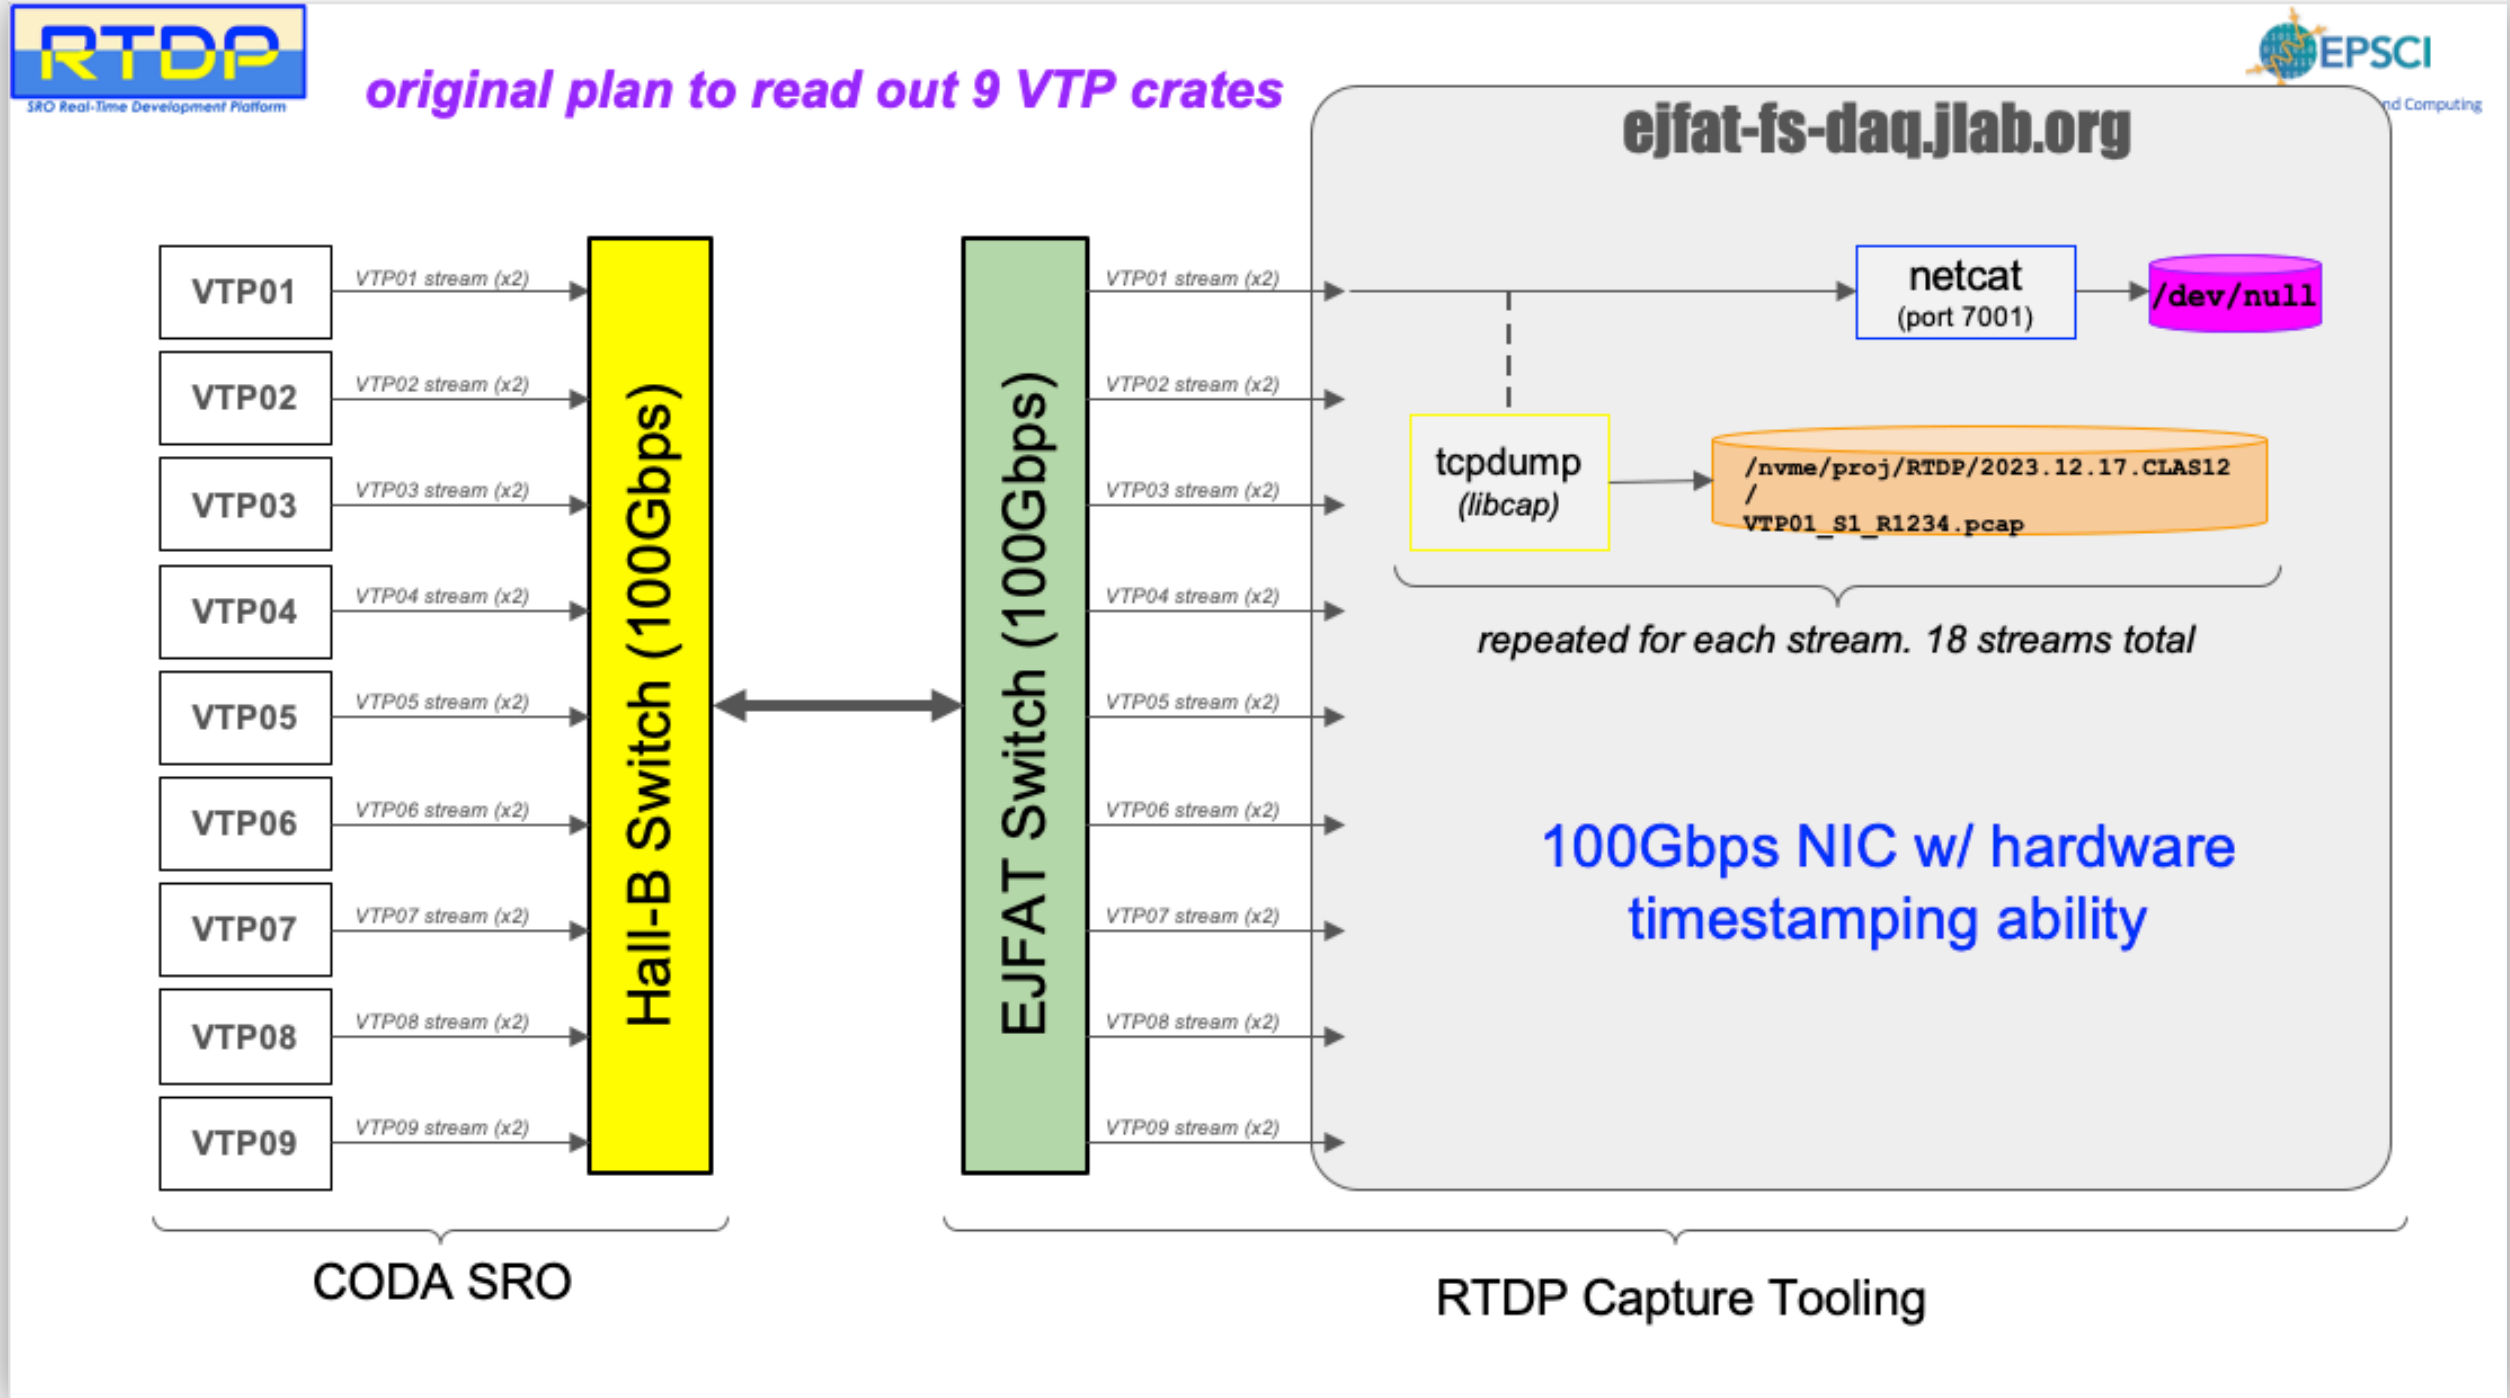 RTDP
SRO Real-Time Development Platform
original plan to read out 9 VTP crates
EPSCI
nd Computing
ejfat-fs-daq.jlab.org
VTP01
VTP01 stream (x2)
VTP02
VTP02 stream (x2)
VTP03
VTP03 stream (x2)
VTP04
VTP04 stream (x2)
VTP05
VTP05 stream (x2)
VTP06
VTP06 stream (x2)
VTP07
VTP07 stream (x2)
VTP08
VTP08 stream (x2)
VTP09
VTP09 stream (x2)
Hall-B Switch (100Gbps)
EJFAT Switch (100Gbps)
VTP01 stream (x2)
VTP02 stream (x2)
VTP03 stream (x2)
VTP04 stream (x2)
VTP05 stream (x2)
VTP06 stream (x2)
VTP07 stream (x2)
VTP08 stream (x2)
VTP09 stream (x2)
netcat
(port 7001)
/dev/null
tcpdump
(libcap)
/nvme/proj/RTDP/2023.12.17.CLAS12
/
VTP01_S1_R1234.pcap
repeated for each stream. 18 streams total
100Gbps NIC w/ hardware
timestamping ability
CODA SRO
RTDP Capture Tooling